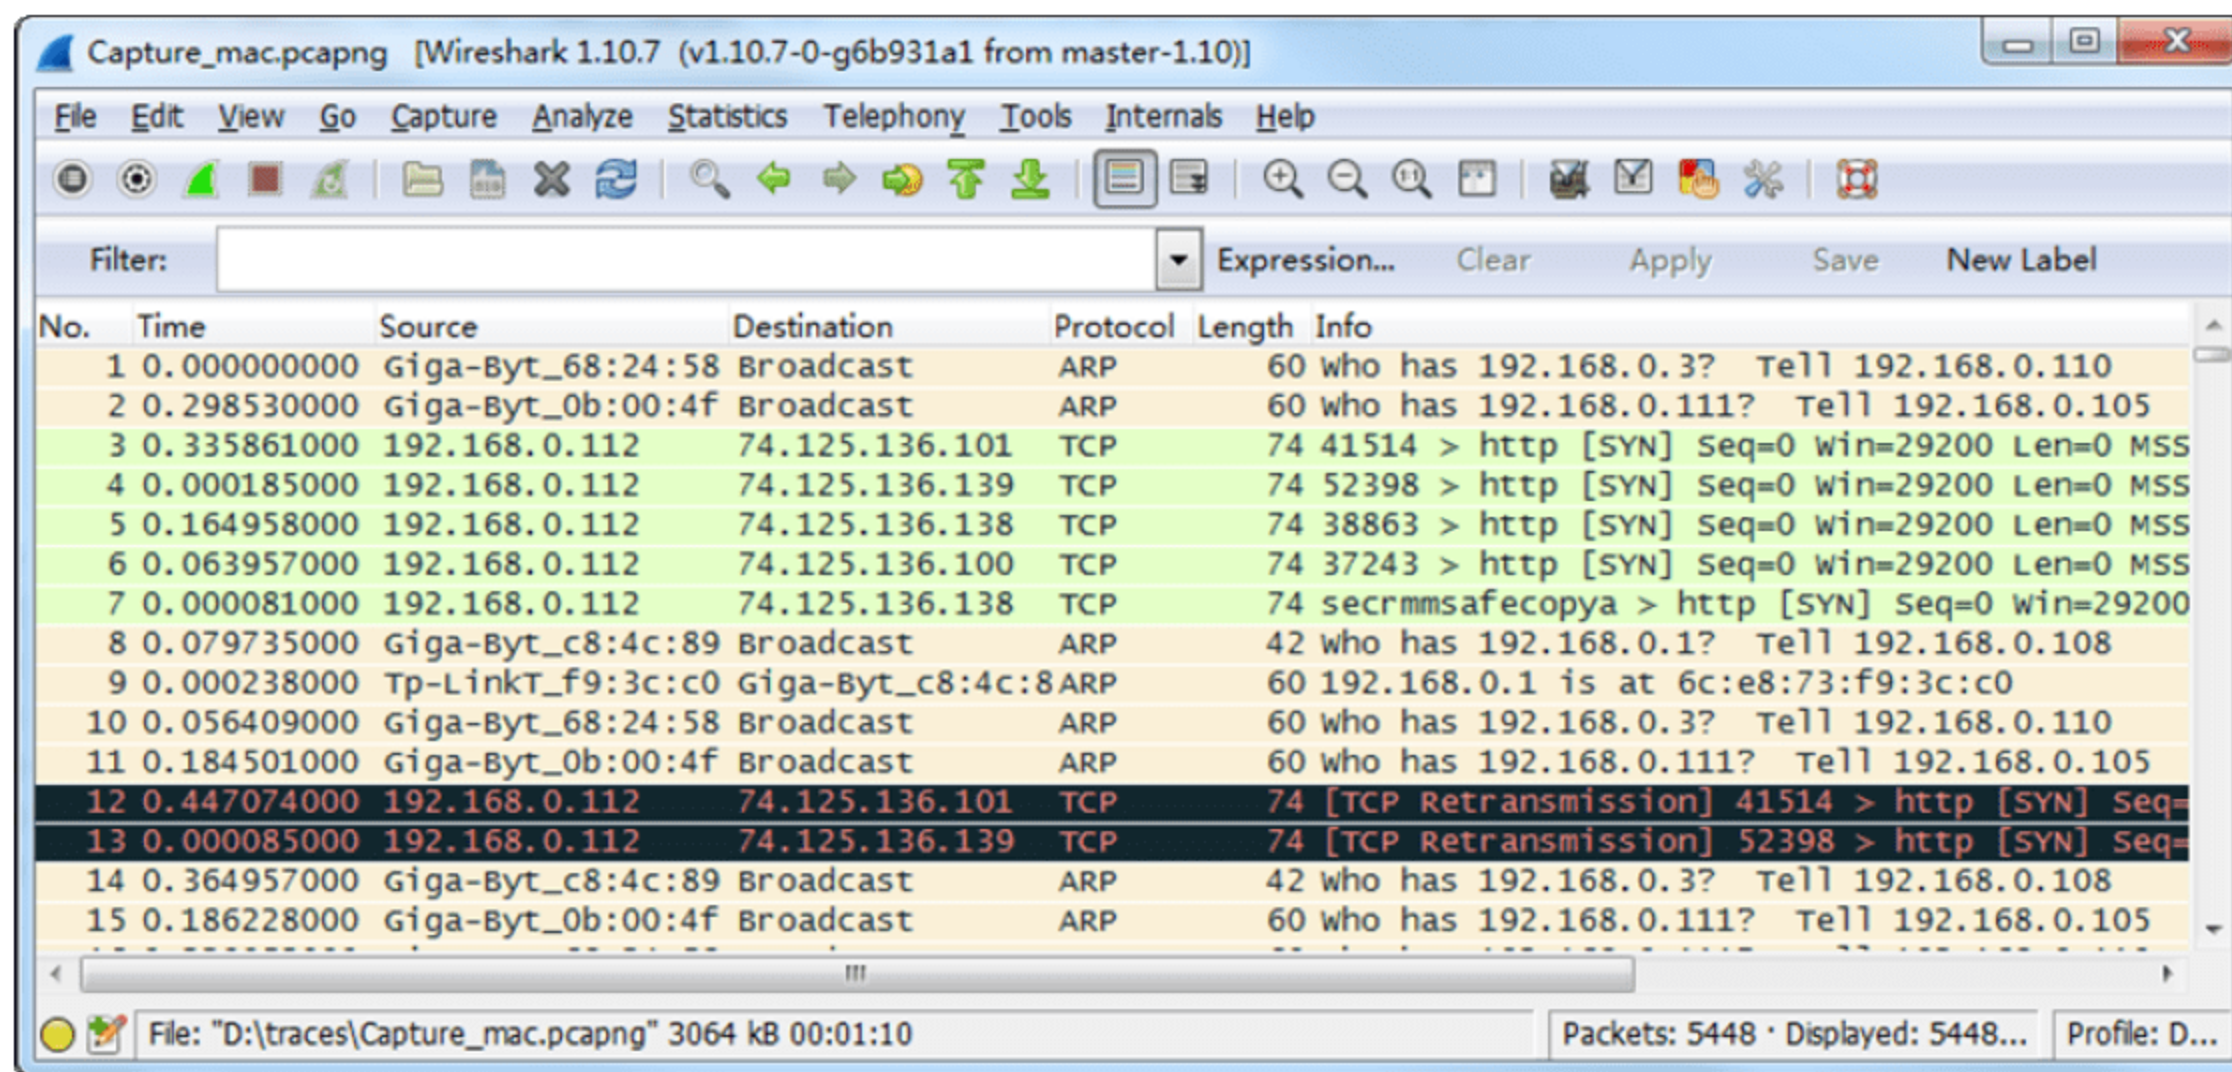 Capture_mac.pcapng [Wireshark 1.10.7 (v1.10.7-0-g6b931a1 from master-1.10)]
File Edit View Go Capture Analyze Statistics Telephony Tools Internals Help
Filter: Expression... Clear Apply Save New Label
No. Time Source Destination Protocol Length Info
1 0.000000000 Giga-Byt_68:24:58 Broadcast ARP 60 Who has 192.168.0.3? Tell 192.168.0.110
2 0.298530000 Giga-Byt_0b:00:4f Broadcast ARP 60 Who has 192.168.0.111? Tell 192.168.0.105
3 0.335861000 192.168.0.112 74.125.136.101 TCP 74 41514 > http [SYN] Seq=0 Win=29200 Len=0 MSS
4 0.000185000 192.168.0.112 74.125.136.139 TCP 74 52398 > http [SYN] Seq=0 Win=29200 Len=0 MSS
5 0.164958000 192.168.0.112 74.125.136.138 TCP 74 38863 > http [SYN] Seq=0 Win=29200 Len=0 MSS
6 0.063957000 192.168.0.112 74.125.136.100 TCP 74 37243 > http [SYN] Seq=0 Win=29200 Len=0 MSS
7 0.000081000 192.168.0.112 74.125.136.138 TCP 74 secrmmsafecopya > http [SYN] Seq=0 Win=29200
8 0.079735000 Giga-Byt_c8:4c:89 Broadcast ARP 42 Who has 192.168.0.1? Tell 192.168.0.108
9 0.000238000 Tp-LinkT_f9:3c:c0 Giga-Byt_c8:4c:8 ARP 60 192.168.0.1 is at 6c:e8:73:f9:3c:c0
10 0.056409000 Giga-Byt_68:24:58 Broadcast ARP 60 Who has 192.168.0.3? Tell 192.168.0.110
11 0.184501000 Giga-Byt_0b:00:4f Broadcast ARP 60 Who has 192.168.0.111? Tell 192.168.0.105
12 0.447074000 192.168.0.112 74.125.136.101 TCP 74 [TCP Retransmission] 41514 > http [SYN] Seq=
13 0.000085000 192.168.0.112 74.125.136.139 TCP 74 [TCP Retransmission] 52398 > http [SYN] Seq=
14 0.364957000 Giga-Byt_c8:4c:89 Broadcast ARP 42 Who has 192.168.0.3? Tell 192.168.0.108
15 0.186228000 Giga-Byt_0b:00:4f Broadcast ARP 60 Who has 192.168.0.111? Tell 192.168.0.105
File: "D:\traces\Capture_mac.pcapng" 3064 kB 00:01:10 Packets: 5448 · Displayed: 5448... Profile: D...